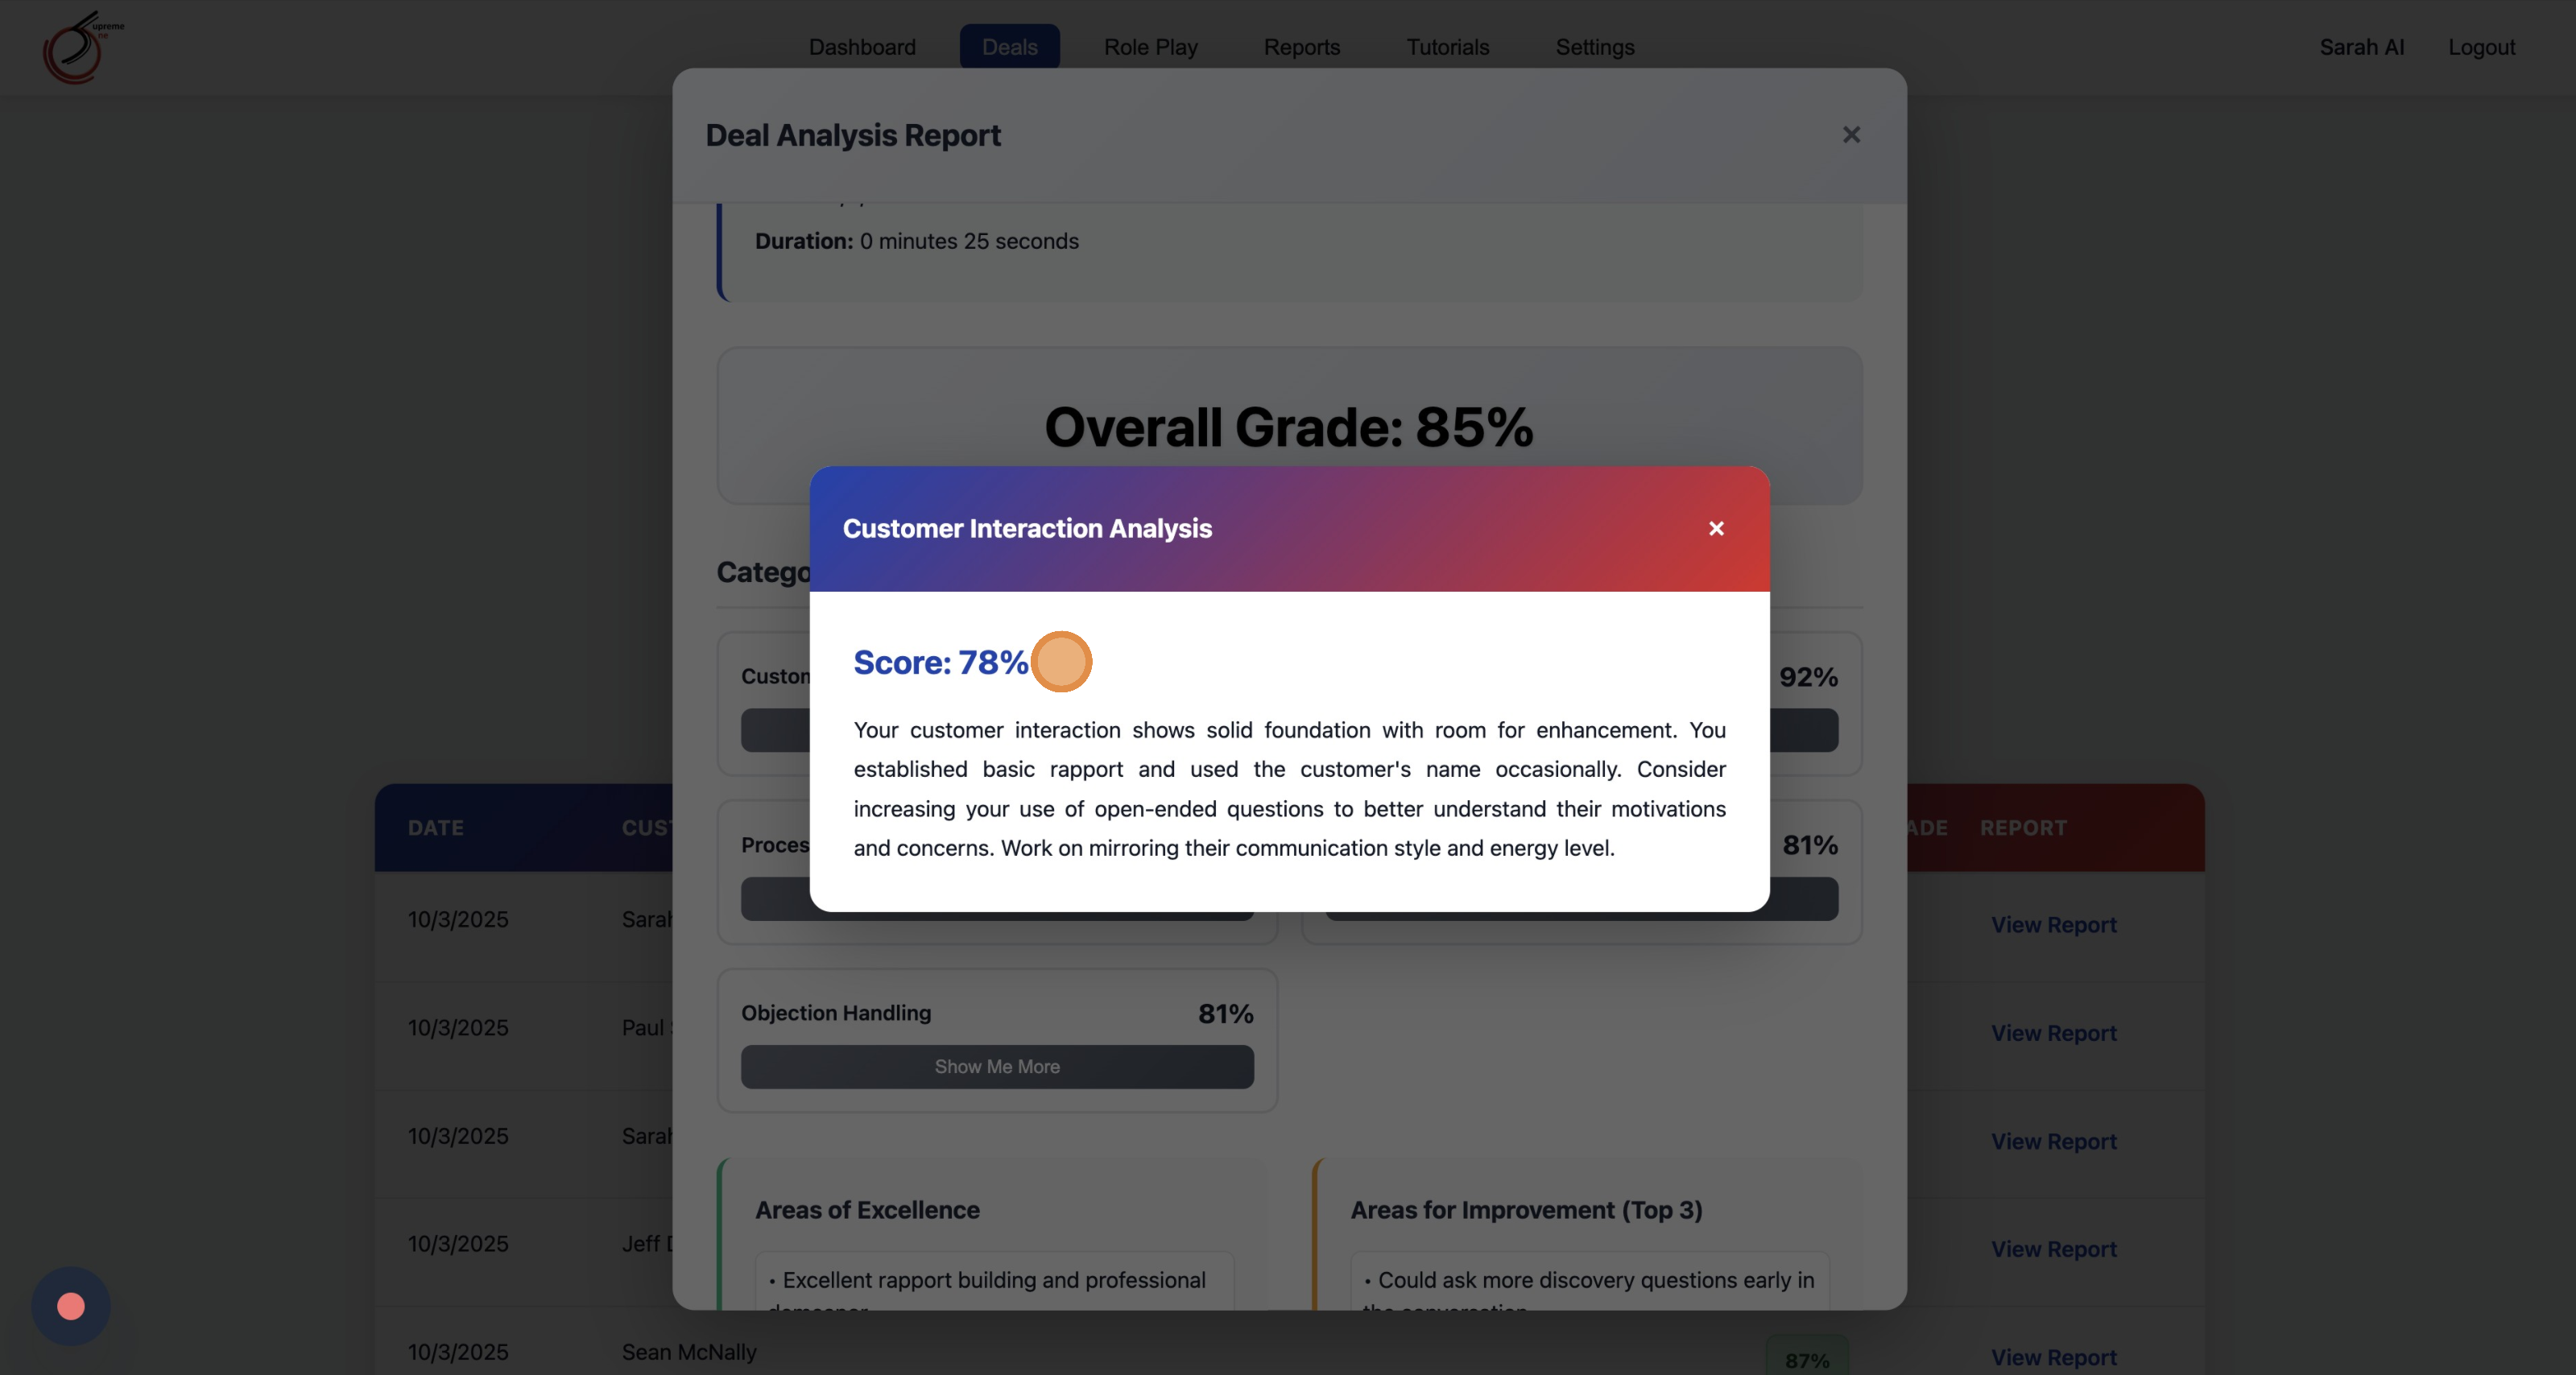 upreme
ne
Dashboard
Deals
Role Play
Reports
Tutorials
Settings
Sarah AI
Logout
Deal Analysis Report
×
Duration: 0 minutes 25 seconds
Overall Grade: 85%
Customer Interaction Analysis
×
Score: 78%
Your customer interaction shows solid foundation with room for enhancement. You
established basic rapport and used the customer's name occasionally. Consider
increasing your use of open-ended questions to better understand their motivations
and concerns. Work on mirroring their communication style and energy level.
92%
81%
Objection Handling 81%
Show Me More
Areas of Excellence
• Excellent rapport building and professional
Areas for Improvement (Top 3)
• Could ask more discovery questions early in
the conversation
DATE
REPORT
10/3/2025 Sarah View Report
10/3/2025 Paul View Report
10/3/2025 Sarah View Report
10/3/2025 Jeff View Report
10/3/2025 Sean McNally 87% View Report